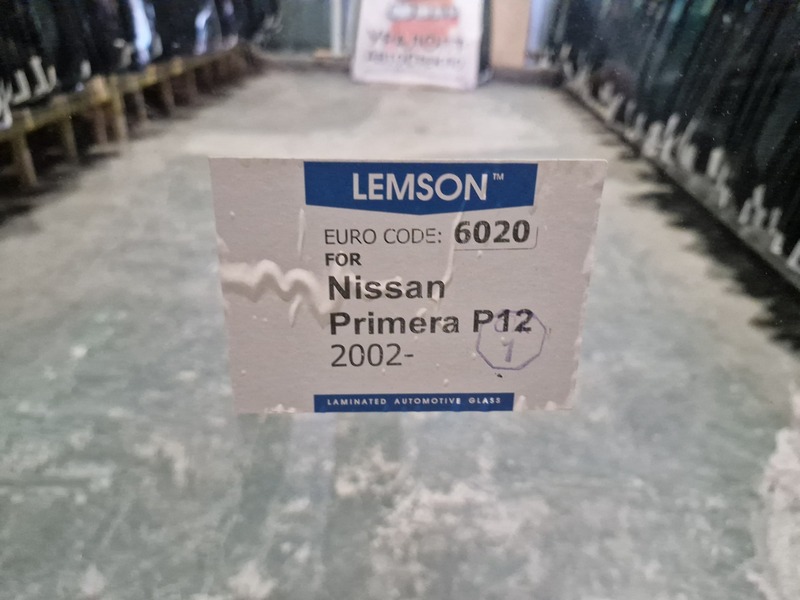 LEMSON™
EURO CODE: 6020
FOR
Nissan
Primera P12
2002-
1
LAMINATED AUTOMOTIVE GLASS